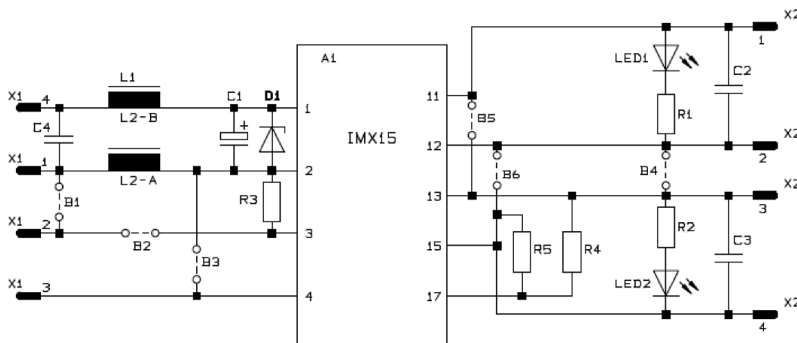 X2
A1
1
LED1
C2
X1
4
L1
C1
D1
1
11
B5
R1
C4
L2-B
+
IMX15
12
X2
2
X1
1
2
B6
B4
L2-A
R3
13
X2
3
B1
X1
2
B2
3
R2
B3
15
R5
R4
C3
X1
3
4
17
LED2
X2
4